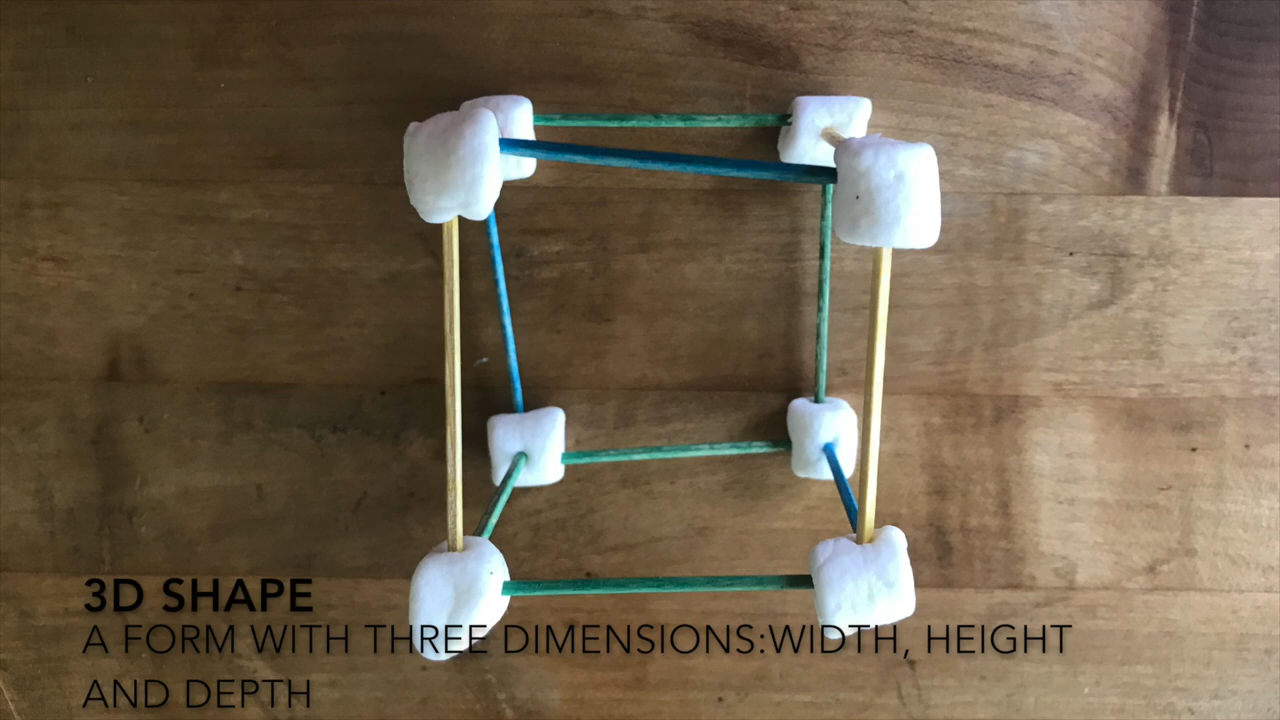 3D SHAPE
A FORM WITH THREE DIMENSIONS:WIDTH, HEIGHT
AND DEPTH